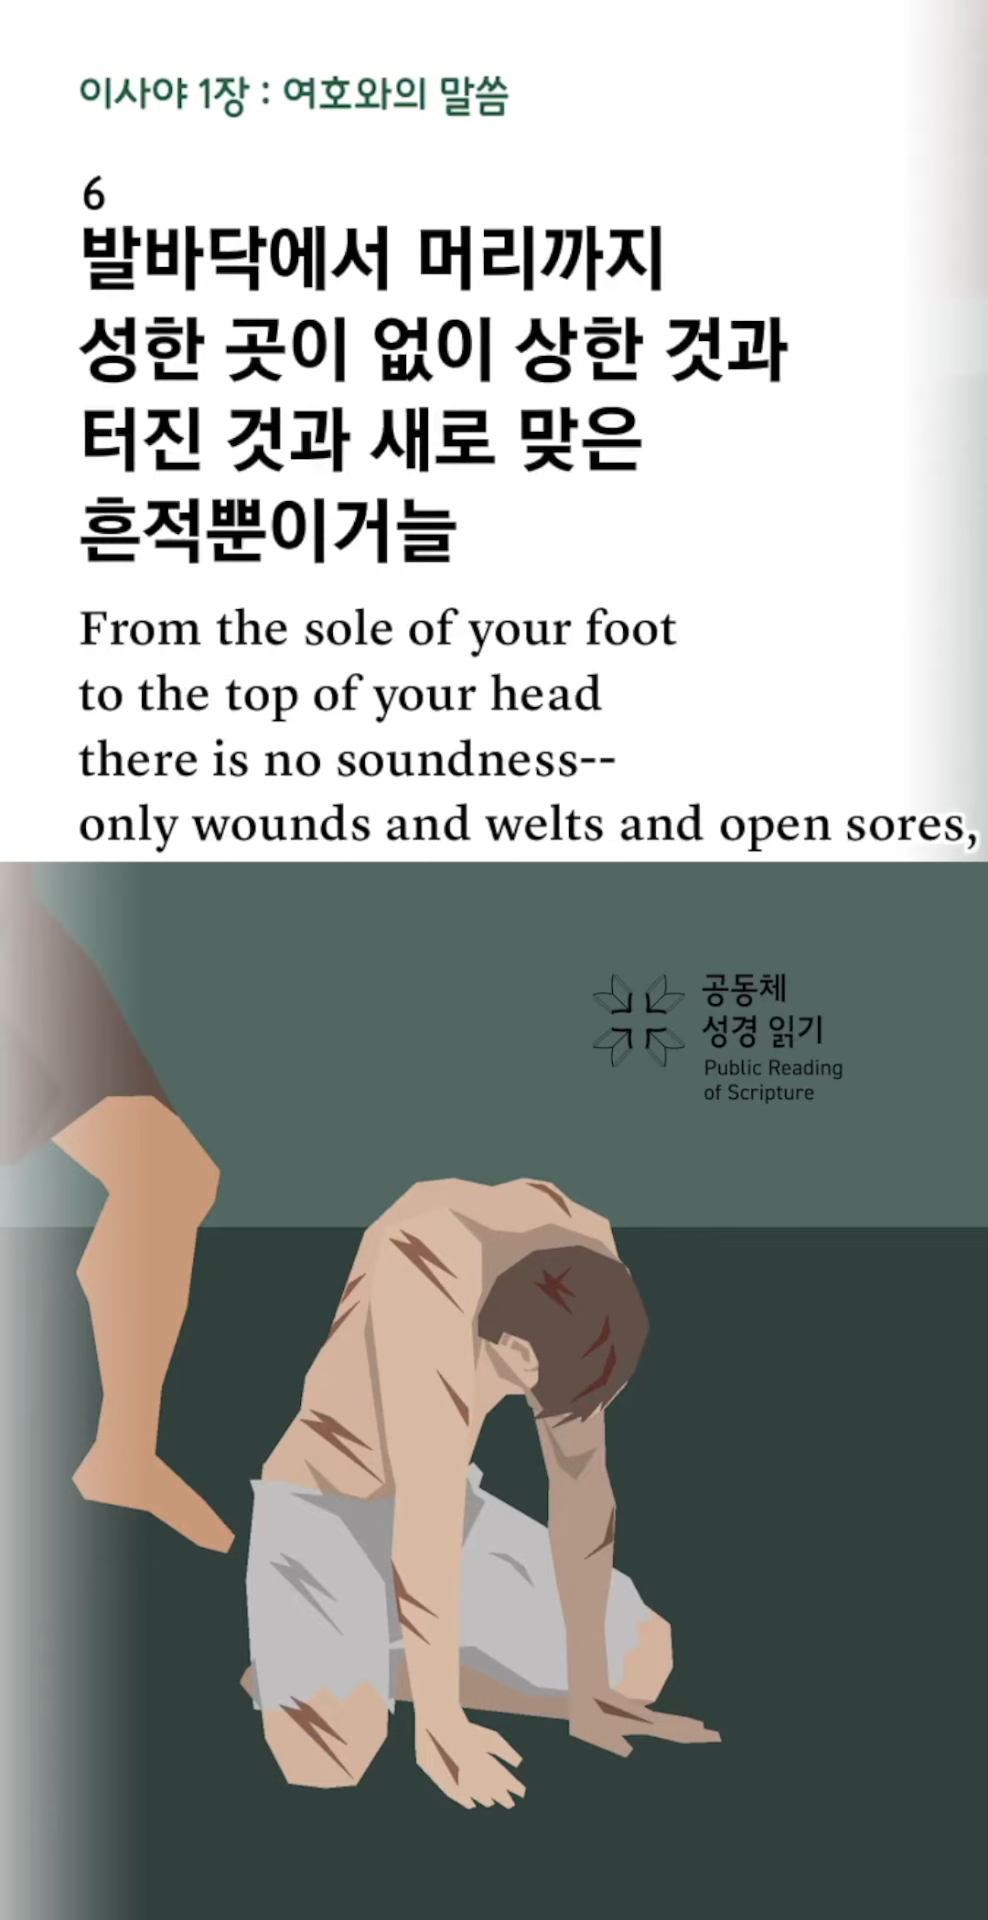 이사야 1장 : 여호와의 말씀
6
발바닥에서 머리까지
성한 곳이 없이 상한 것과
터진 것과 새로 맞은
흔적뿐이거늘
From the sole of your foot
to the top of your head
there is no soundness--
only wounds and welts and open sores,
공동체
성경 읽기
Public Reading
of Scripture